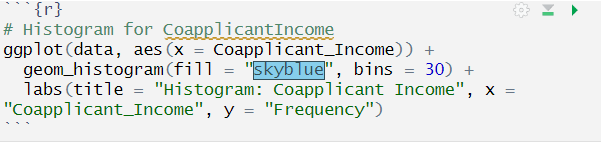 ```{r}
# Histogram for CoapplicantIncome
ggplot(data, aes(x = Coapplicant_Income)) +
  geom_histogram(fill = "skyblue", bins = 30) +
  labs(title = "Histogram: Coapplicant Income", x =
"Coapplicant_Income", y = "Frequency")
```